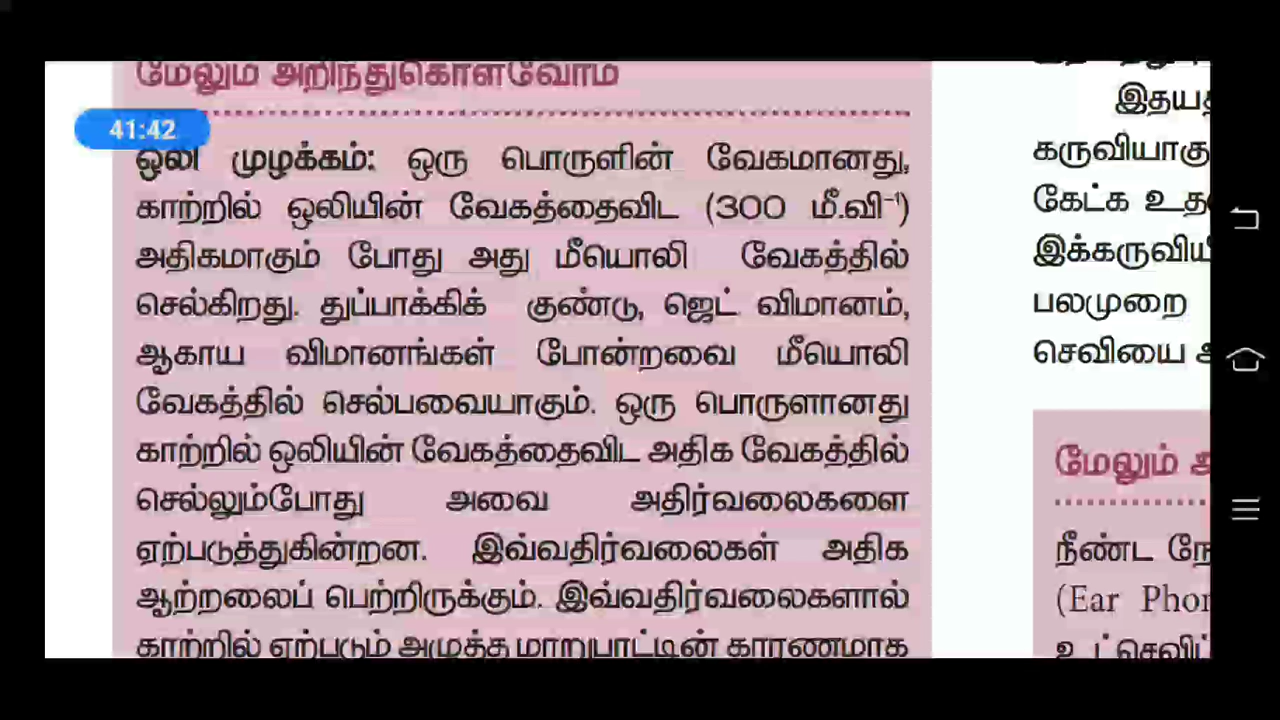 மேலும் அறிந்துகொள்வோம்
41:42
ஒலி முழக்கம்: ஒரு பொருளின் வேகமானது,
காற்றில் ஒலியின் வேகத்தைவிட (300 மீ.வி⁻¹)
அதிகமாகும் போது அது மீயொலி வேகத்தில்
செல்கிறது. துப்பாக்கிக் குண்டு, ஜெட் விமானம்,
ஆகாய விமானங்கள் போன்றவை மீயொலி
வேகத்தில் செல்பவையாகும். ஒரு பொருளானது
காற்றில் ஒலியின் வேகத்தைவிட அதிக வேகத்தில்
செல்லும்போது அவை அதிர்வலைகளை
ஏற்படுத்துகின்றன. இவ்வதிர்வலைகள் அதிக
ஆற்றலைப் பெற்றிருக்கும். இவ்வதிர்வலைகளால்
காற்றில் ஏற்படும் அழுத்தமாறுபாட்டின் காரணமாக
இதய
கருவியாகு
கேட்க உத
இக்கருவியி
பலமுறை
செவியை
மேலும்
நீண்ட நே
(Ear Phon
உட்செவிப்